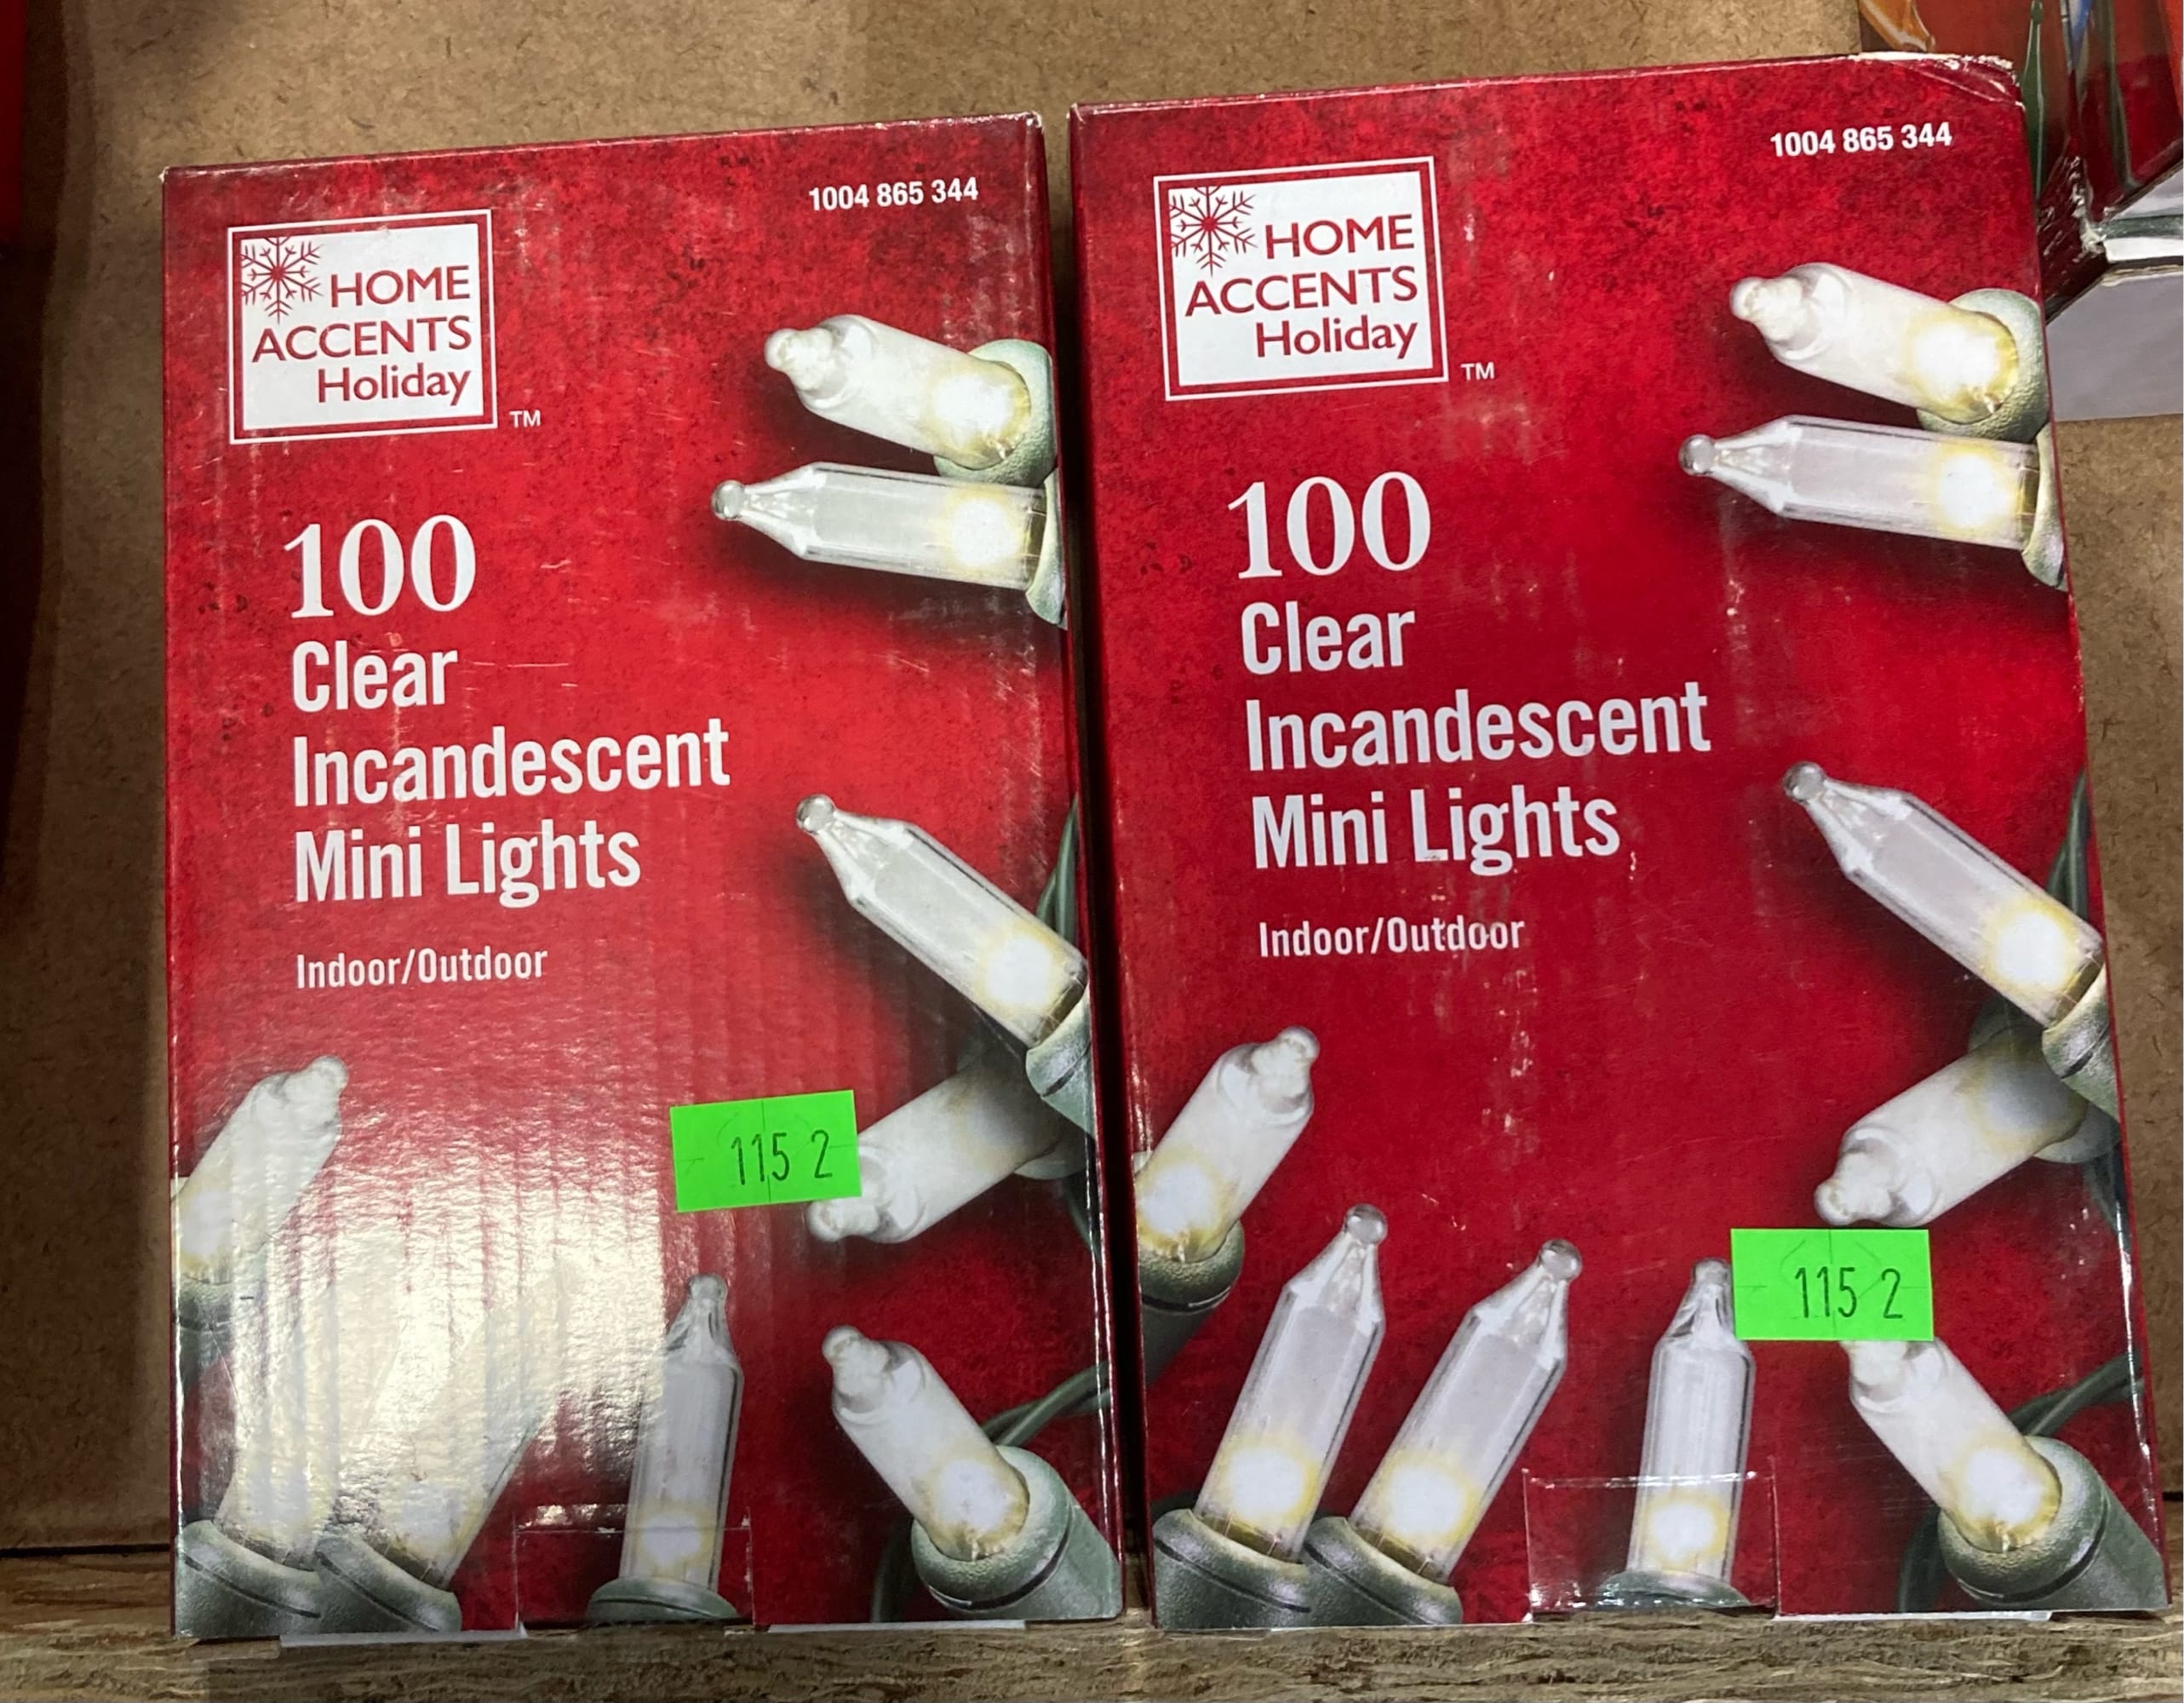 1004 865 344
HOME
ACCENTS
Holiday
TM
100
Clear
Incandescent
Mini Lights
Indoor/Outdoor
115 2
1004 865 344
HOME
ACCENTS
Holiday
TM
100
Clear
Incandescent
Mini Lights
Indoor/Outdoor
115 2